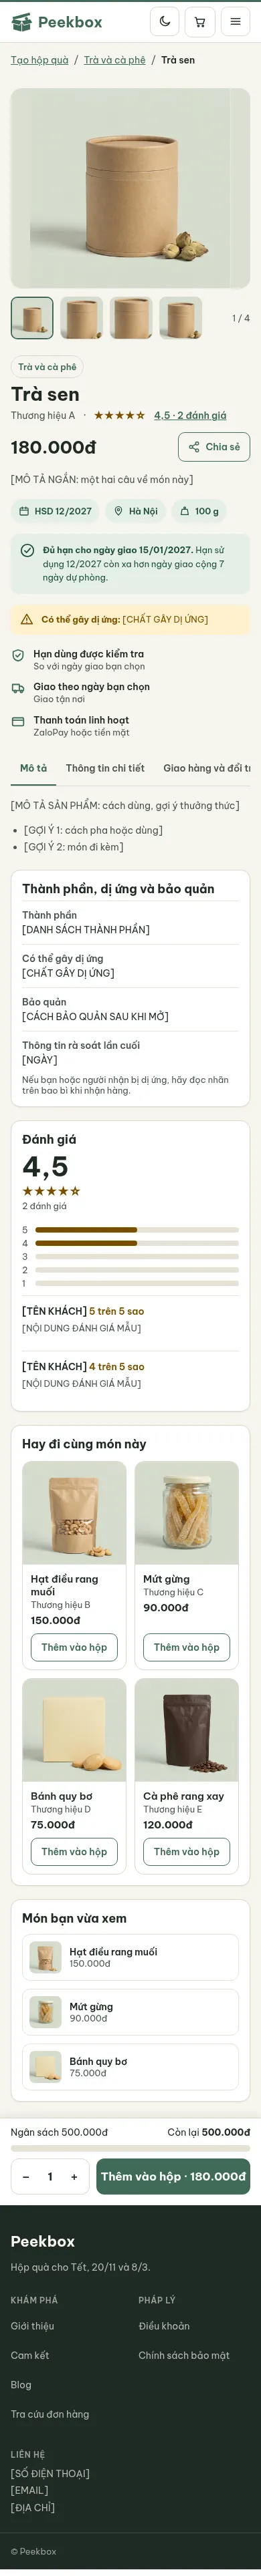 Peekbox
Tạo hộp quà / Trà và cà phê / Trà sen
1 / 4
Trà và cà phê
Trà sen
Thương hiệu A · ★★★★☆ 4,5 · 2 đánh giá
180.000đ
Chia sẻ
[MÔ TẢ NGẮN: một hai câu về món này]
HSD 12/2027
Hà Nội
100 g
Đủ hạn cho ngày giao 15/01/2027. Hạn sử
dụng 12/2027 còn xa hơn ngày giao cộng 7
ngày dự phòng.
Có thể gây dị ứng: [CHẤT GÂY DỊ ỨNG]
Hạn dùng được kiểm tra
So với ngày giao bạn chọn
Giao theo ngày bạn chọn
Giao tận nơi
Thanh toán linh hoạt
ZaloPay hoặc tiền mặt
Mô tả
Thông tin chi tiết
Giao hàng và đổi tr
[MÔ TẢ SẢN PHẨM: cách dùng, gợi ý thưởng thức]
• [GỢI Ý 1: cách pha hoặc dùng]
• [GỢI Ý 2: món đi kèm]
Thành phần, dị ứng và bảo quản
Thành phần
[DANH SÁCH THÀNH PHẦN]
Có thể gây dị ứng
[CHẤT GÂY DỊ ỨNG]
Bảo quản
[CÁCH BẢO QUẢN SAU KHI MỞ]
Thông tin rà soát lần cuối
[NGÀY]
Nếu bạn hoặc người nhận bị dị ứng, hãy đọc nhãn
trên bao bì khi nhận hàng.
Đánh giá
4,5
★★★★☆
2 đánh giá
5
4
3
2
1
[TÊN KHÁCH] 5 trên 5 sao
[NỘI DUNG ĐÁNH GIÁ MẪU]
[TÊN KHÁCH] 4 trên 5 sao
[NỘI DUNG ĐÁNH GIÁ MẪU]
Hay đi cùng món này
Hạt điều rang
muối
Thương hiệu B
150.000đ
Thêm vào hộp
Mứt gừng
Thương hiệu C
90.000đ
Thêm vào hộp
Bánh quy bơ
Thương hiệu D
75.000đ
Thêm vào hộp
Cà phê rang xay
Thương hiệu E
120.000đ
Thêm vào hộp
Món bạn vừa xem
Hạt điều rang muối
150.000đ
Mứt gừng
90.000đ
Bánh quy bơ
75.000đ
Ngân sách 500.000đ
Còn lại 500.000đ
− 1 +
Thêm vào hộp · 180.000đ
Peekbox
Hộp quà cho Tết, 20/11 và 8/3.
KHÁM PHÁ
Giới thiệu
Cam kết
Blog
Tra cứu đơn hàng
PHÁP LÝ
Điều khoản
Chính sách bảo mật
LIÊN HỆ
[SỐ ĐIỆN THOẠI]
[EMAIL]
[ĐỊA CHỈ]
© Peekbox